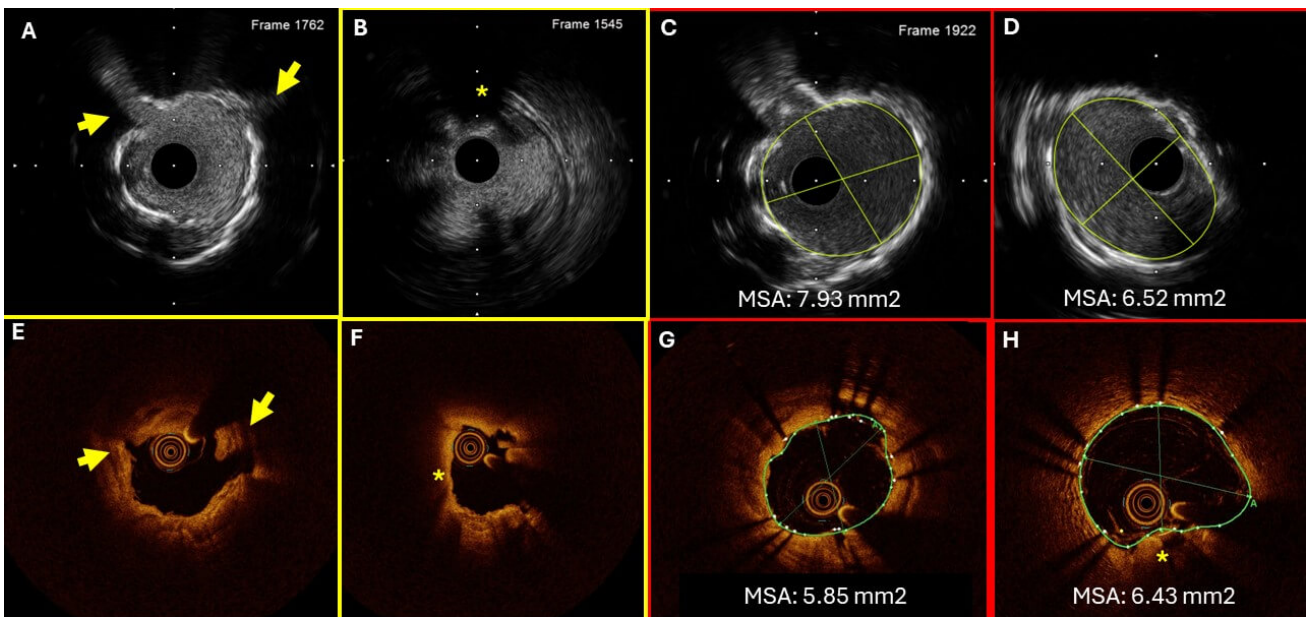 A
Frame 1762
B
Frame 1545
C
Frame 1922
D
*
MSA: 7.93 mm2
MSA: 6.52 mm2
E
F
G
H
*
A
A
*
MSA: 5.85 mm2
MSA: 6.43 mm2